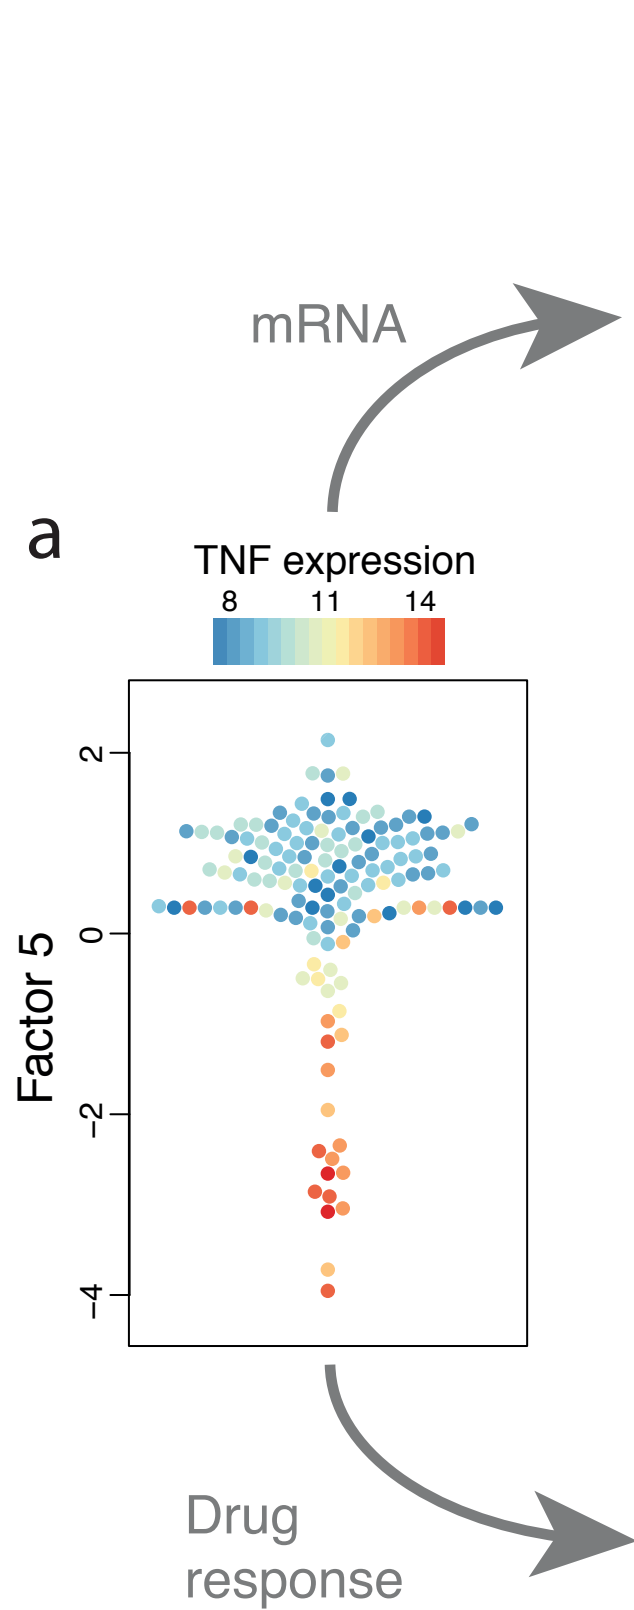 mRNA
a
TNF expression
8 11 14
2
0
−2
−4
Factor 5
Drug
response